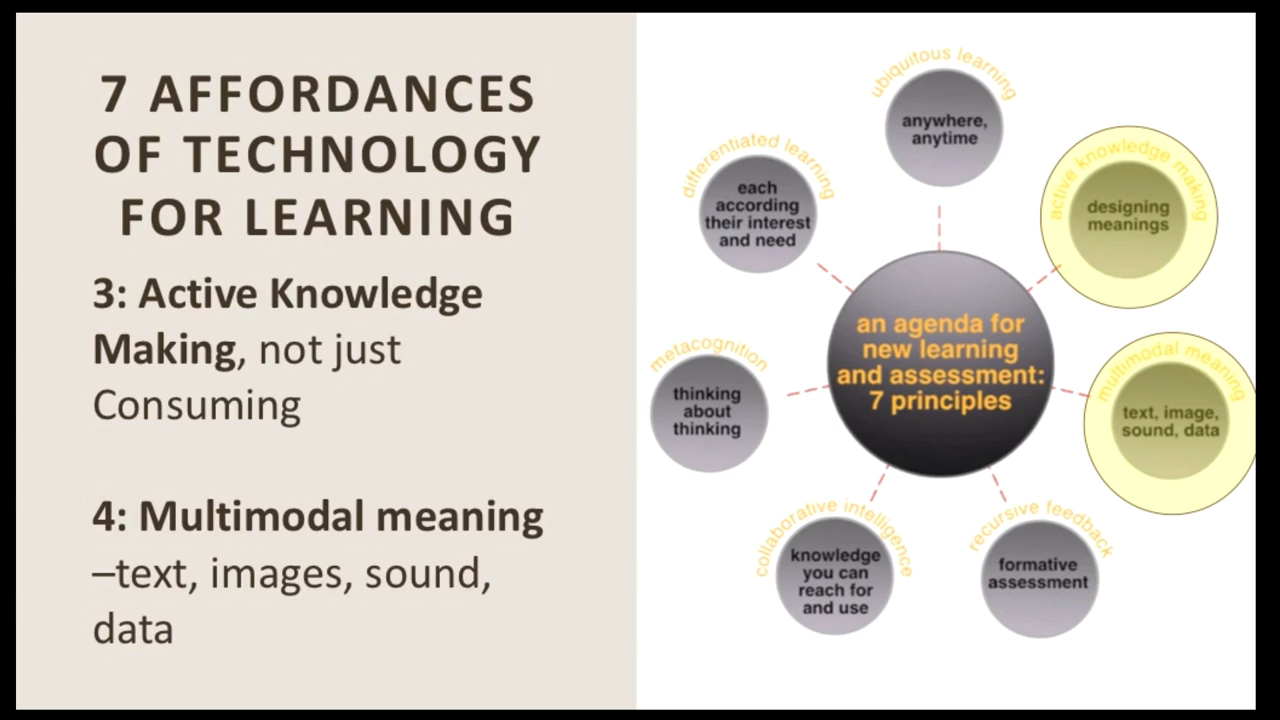 7 AFFORDANCES
OF TECHNOLOGY
FOR LEARNING
3: Active Knowledge
Making, not just
Consuming
4: Multimodal meaning
–text, images, sound,
data
ubiquitous learning
anywhere,
anytime
active knowledge making
designing
meanings
multimodal meaning
text, image,
sound, data
recursive feedback
formative
assessment
collaborative intelligence
knowledge
you can
reach for
and use
metacognition
thinking
about
thinking
differentiated learning
each
according
their interest
and need
an agenda for
new learning
and assessment:
7 principles